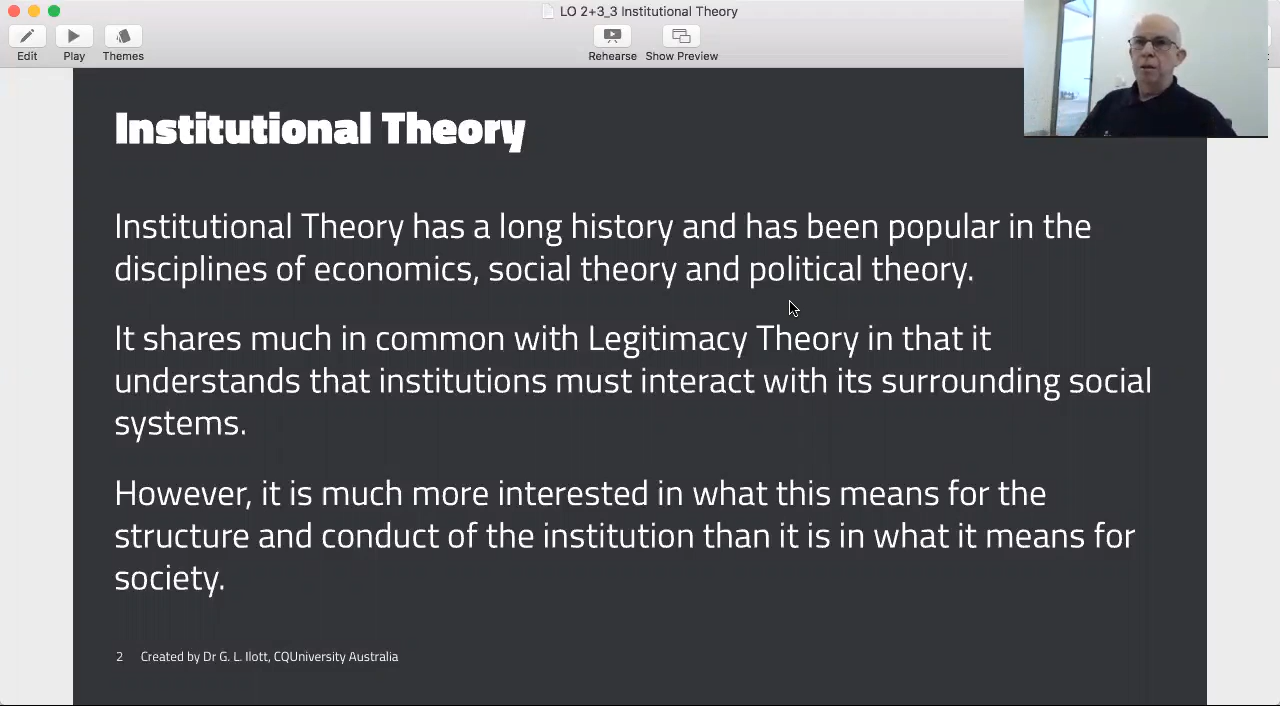 LO 2+3_3 Institutional Theory
Edit Play Themes Rehearse Show Preview
Institutional Theory
Institutional Theory has a long history and has been popular in the
disciplines of economics, social theory and political theory.
It shares much in common with Legitimacy Theory in that it
understands that institutions must interact with its surrounding social
systems.
However, it is much more interested in what this means for the
structure and conduct of the institution than it is in what it means for
society.
2 Created by Dr G. L. Ilott, CQUniversity Australia